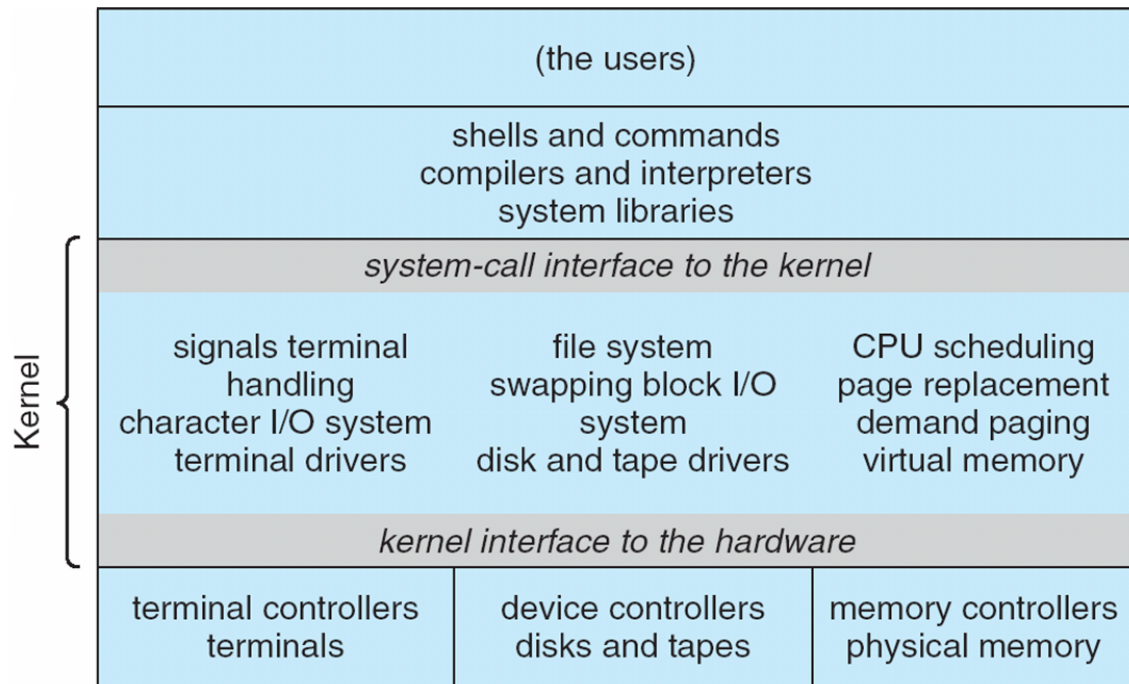 (the users)
shells and commands
compilers and interpreters
system libraries
Kernel
system-call interface to the kernel
signals terminal
handling
character I/O system
terminal drivers
file system
swapping block I/O
system
disk and tape drivers
CPU scheduling
page replacement
demand paging
virtual memory
kernel interface to the hardware
terminal controllers
terminals
device controllers
disks and tapes
memory controllers
physical memory